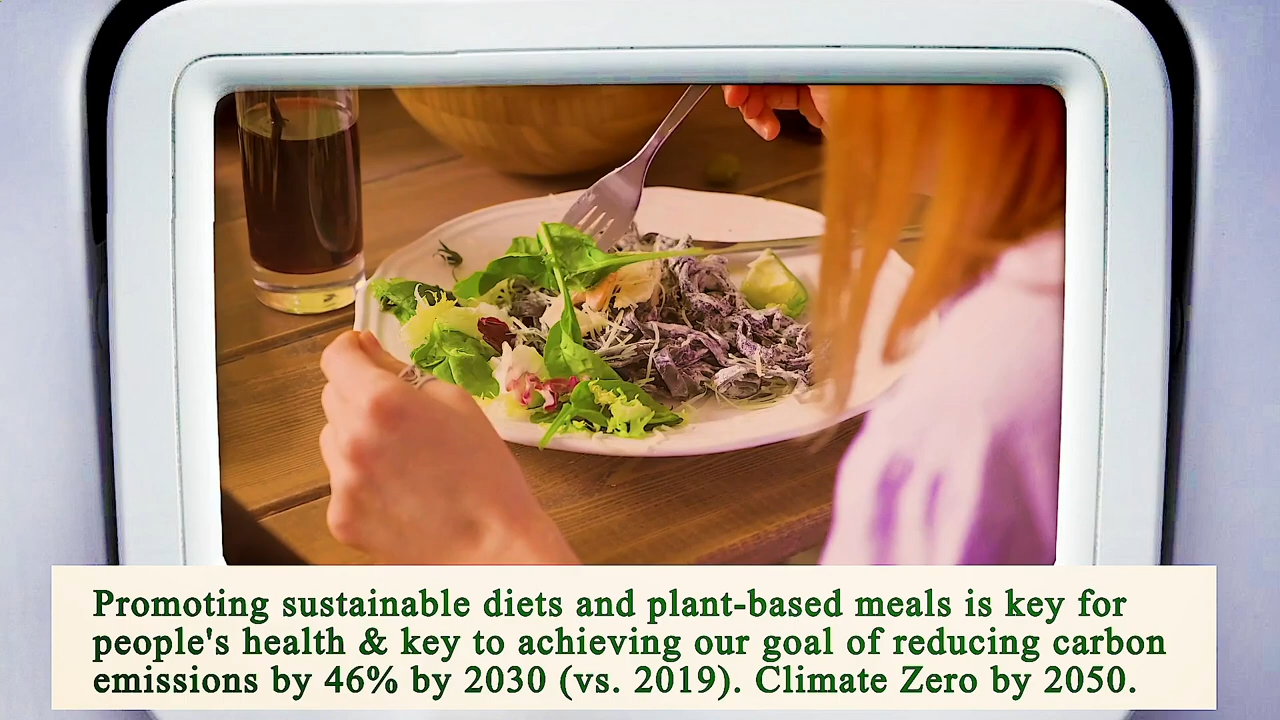 Promoting sustainable diets and plant-based meals is key for
people's health & key to achieving our goal of reducing carbon
emissions by 46% by 2030 (vs. 2019). Climate Zero by 2050.